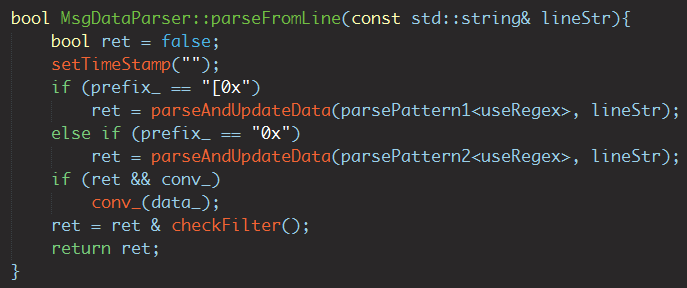 bool MsgDataParser::parseFromLine(const std::string& lineStr){
    bool ret = false;
    setTimeStamp("");
    if (prefix_ == "[0x")
        ret = parseAndUpdateData(parsePattern1<useRegex>, lineStr);
    else if (prefix_ == "0x")
        ret = parseAndUpdateData(parsePattern2<useRegex>, lineStr);
    if (ret && conv_)
        conv_(data_);
    ret = ret & checkFilter();
    return ret;
}